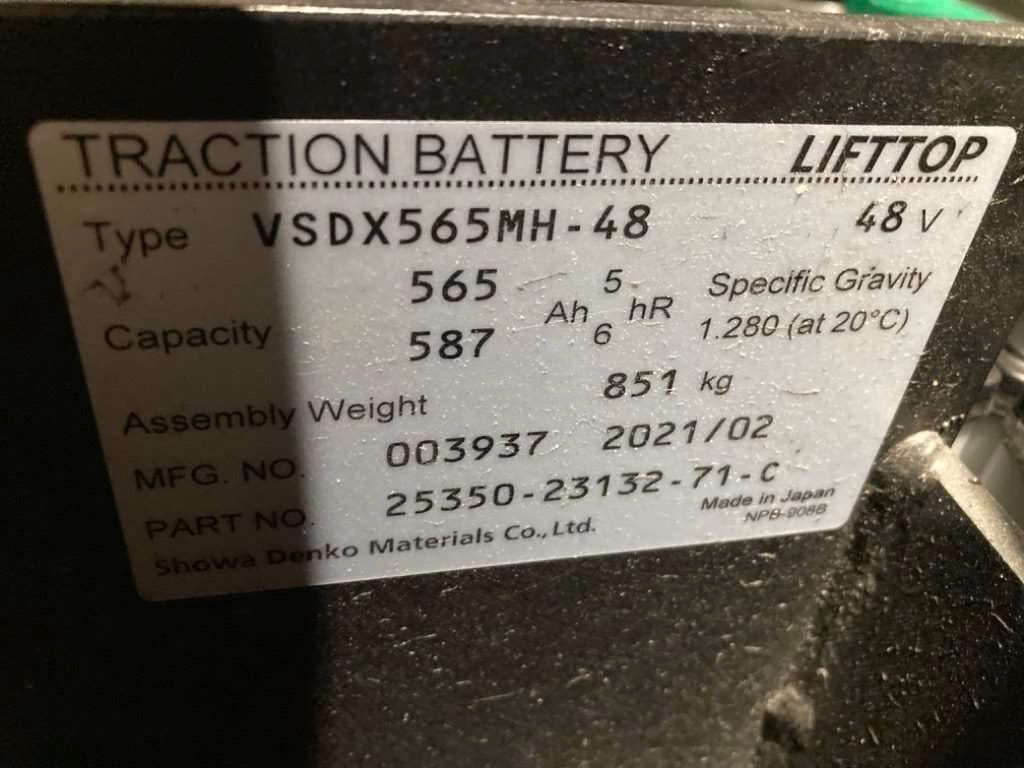 TRACTION BATTERY LIFTTOP
Type VSDX565MH-48 48 V
Capacity 565 Ah 5 hR
587 6
Specific Gravity
1.280 (at 20°C)
Assembly Weight 851 kg
MFG. NO. 003937 2021/02
PART NO. 25350-23132-71-C
Showa Denko Materials Co., Ltd.
Made in Japan
NPB-908B